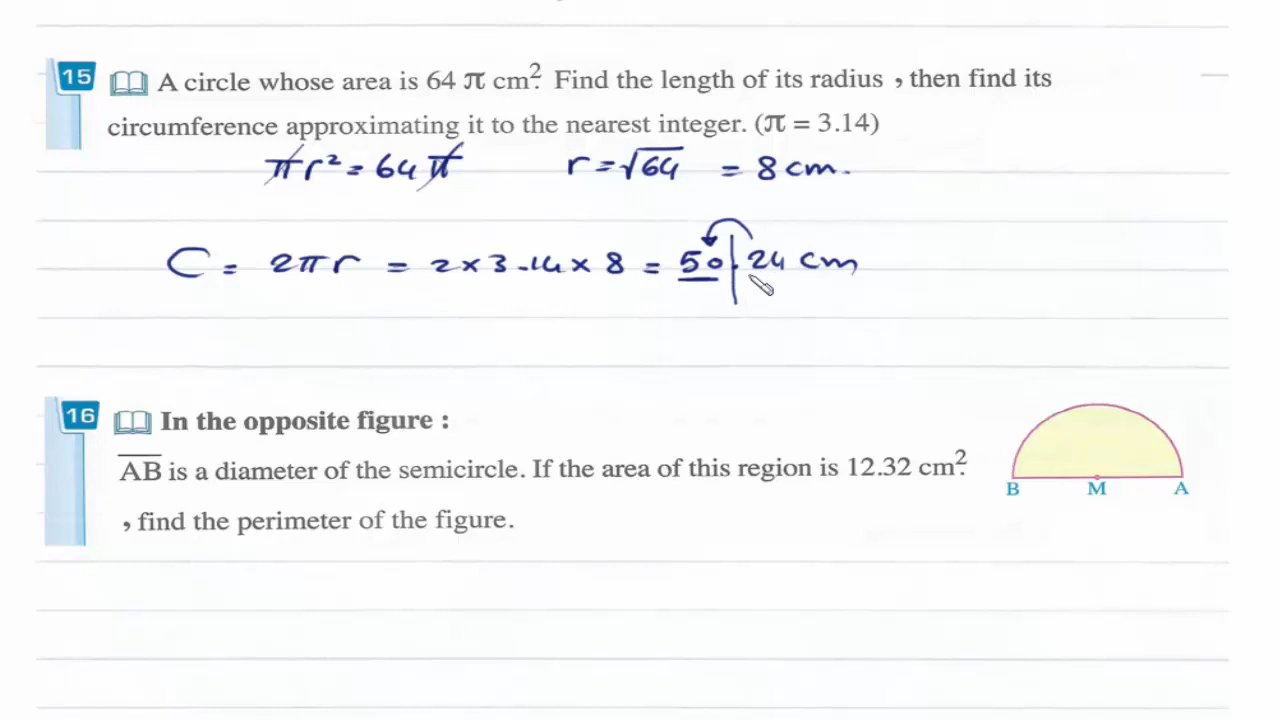 15 A circle whose area is 64 π cm². Find the length of its radius , then find its
circumference approximating it to the nearest integer. (π = 3.14)
πr² = 64π r = √64 = 8 cm.
C = 2πr = 2 × 3.14 × 8 = 50.24 cm
16 In the opposite figure :
AB is a diameter of the semicircle. If the area of this region is 12.32 cm².
, find the perimeter of the figure.
B M A